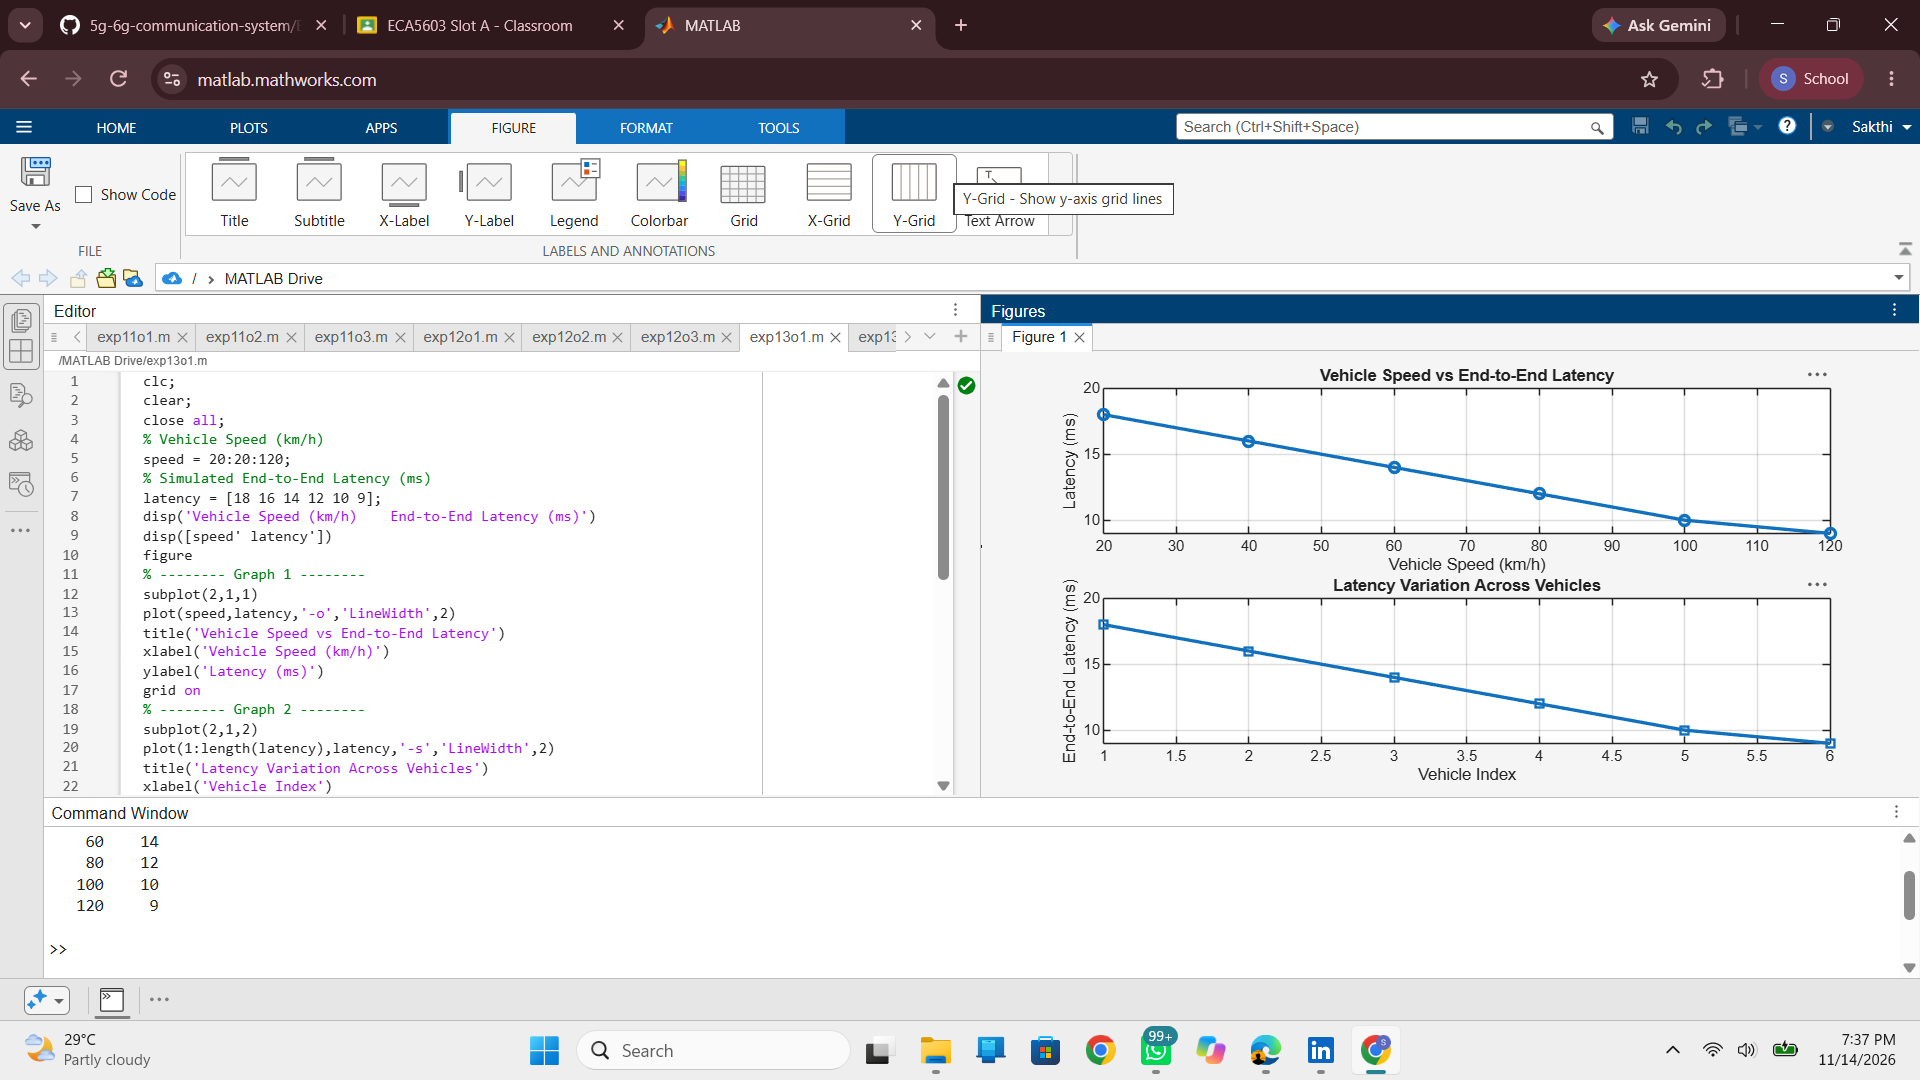 5g-6g-communication-system/
ECA5603 Slot A - Classroom
MATLAB
Ask Gemini
matlab.mathworks.com
S
School
HOME
PLOTS
APPS
FIGURE
FORMAT
TOOLS
Search (Ctrl+Shift+Space)
Sakthi
Save As
Show Code
Title
Subtitle
X-Label
Y-Label
Legend
Colorbar
Grid
X-Grid
Y-Grid
Text Arrow
Y-Grid - Show y-axis grid lines
FILE
LABELS AND ANNOTATIONS
/ › MATLAB Drive
Editor
exp11o1.m
exp11o2.m
exp11o3.m
exp12o1.m
exp12o2.m
exp12o3.m
exp13o1.m
exp13
/MATLAB Drive/exp13o1.m
1 clc;
2 clear;
3 close all;
4 % Vehicle Speed (km/h)
5 speed = 20:20:120;
6 % Simulated End-to-End Latency (ms)
7 latency = [18 16 14 12 10 9];
8 disp('Vehicle Speed (km/h)    End-to-End Latency (ms)')
9 disp([speed' latency'])
10 figure
11 % -------- Graph 1 --------
12 subplot(2,1,1)
13 plot(speed,latency,'-o','LineWidth',2)
14 title('Vehicle Speed vs End-to-End Latency')
15 xlabel('Vehicle Speed (km/h)')
16 ylabel('Latency (ms)')
17 grid on
18 % -------- Graph 2 --------
19 subplot(2,1,2)
20 plot(1:length(latency),latency,'-s','LineWidth',2)
21 title('Latency Variation Across Vehicles')
22 xlabel('Vehicle Index')
Figures
Figure 1
Vehicle Speed vs End-to-End Latency
Latency (ms)
20
15
10
20 30 40 50 60 70 80 90 100 110 120
Vehicle Speed (km/h)
Latency Variation Across Vehicles
End-to-End Latency (ms)
20
15
10
1 1.5 2 2.5 3 3.5 4 4.5 5 5.5 6
Vehicle Index
Command Window
60 14
80 12
100 10
120 9
>>
29°C
Partly cloudy
Search
99+
7:37 PM
11/14/2026